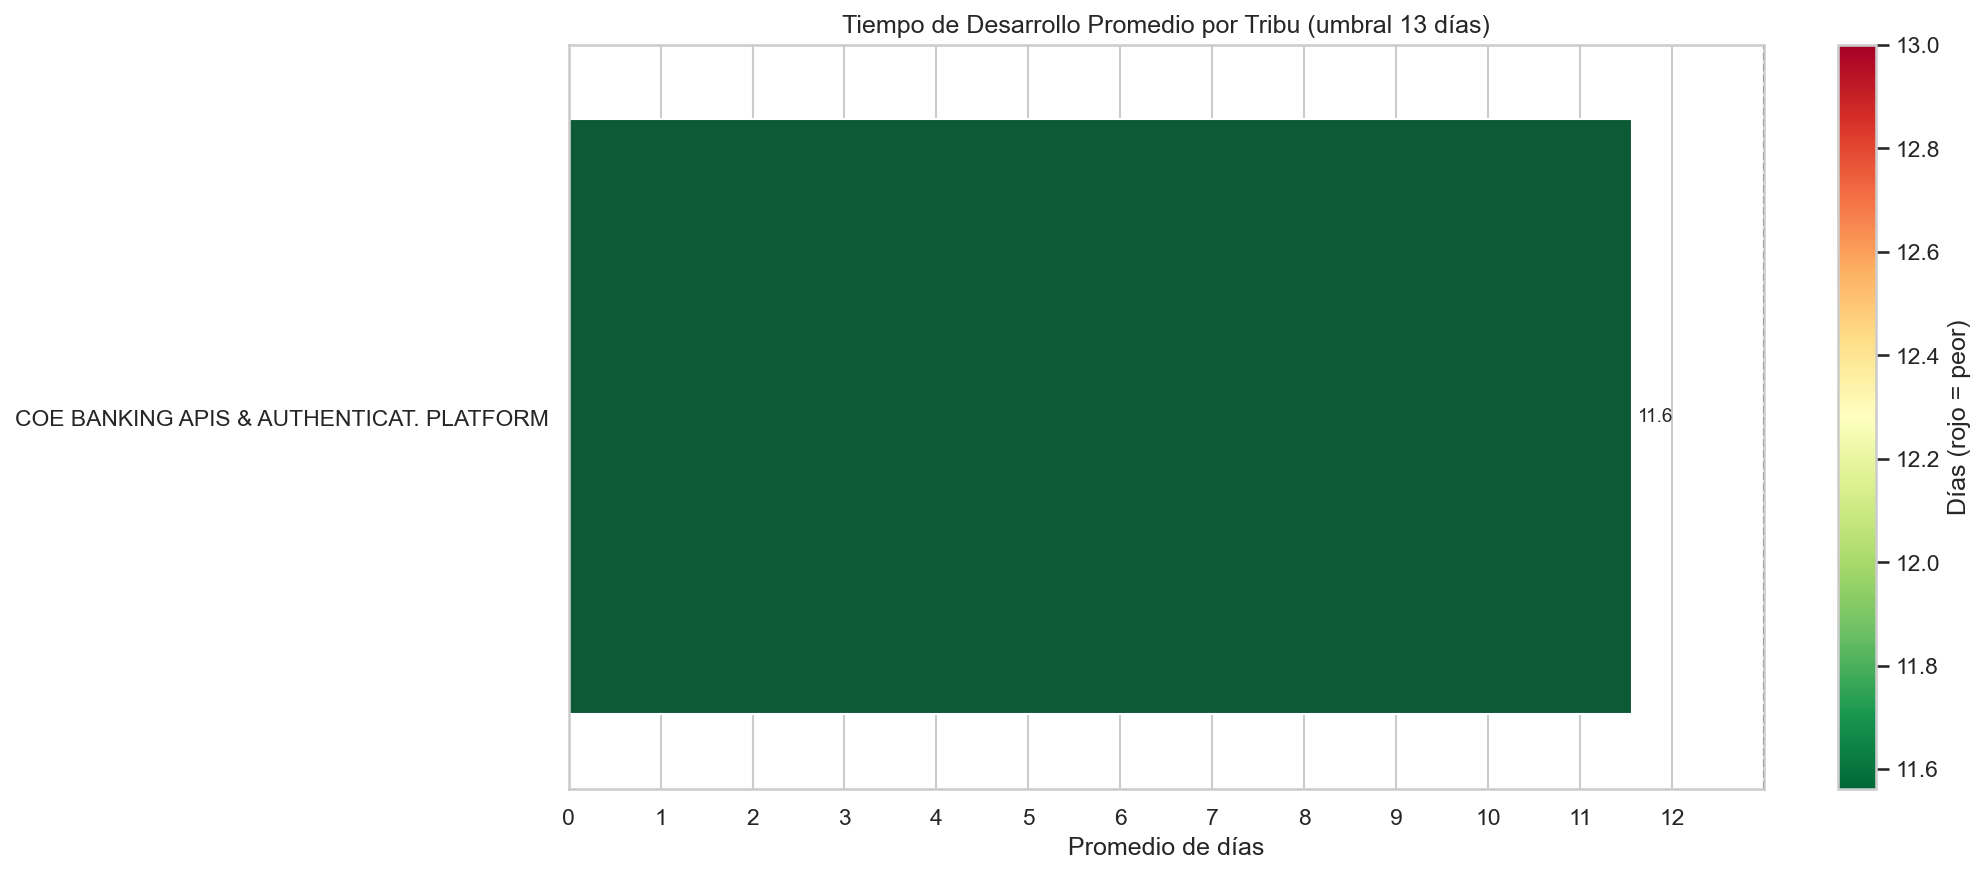 Tiempo de Desarrollo Promedio por Tribu (umbral 13 días)
COE BANKING APIS & AUTHENTICAT. PLATFORM
11.6
0 1 2 3 4 5 6 7 8 9 10 11 12
Promedio de días
13.0
12.8
12.6
12.4
12.2
12.0
11.8
11.6
Días (rojo = peor)